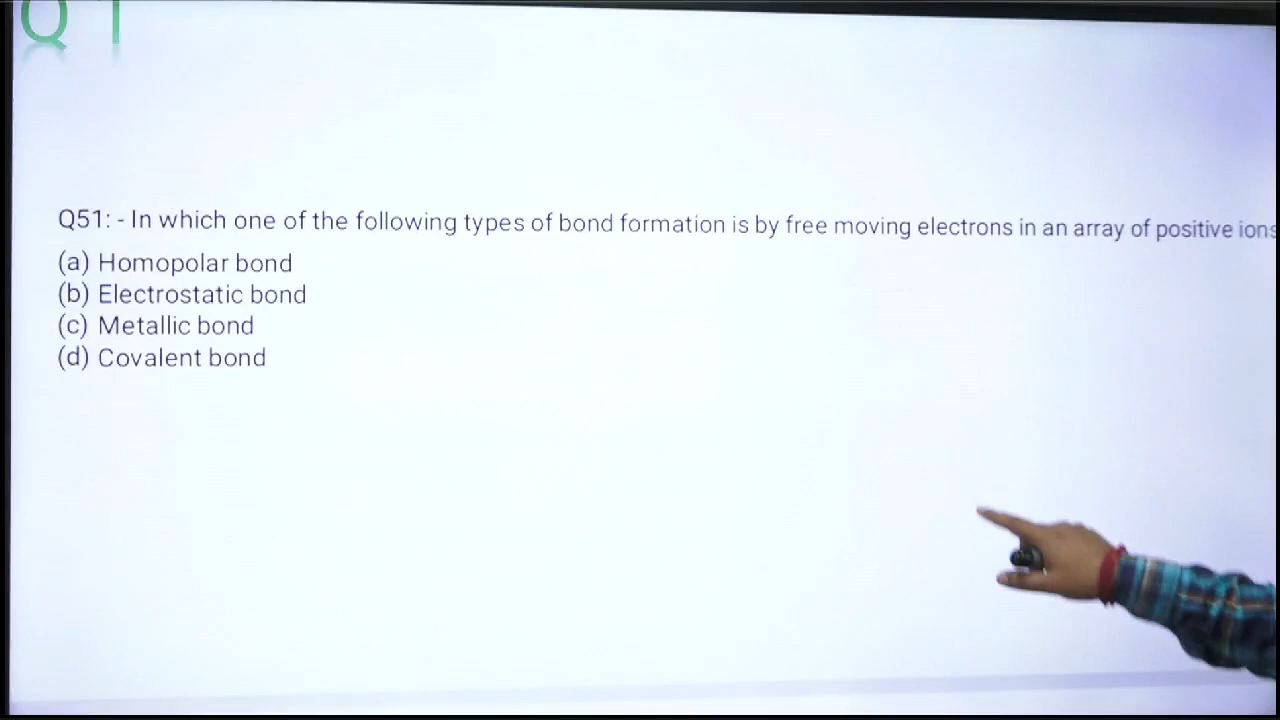 Q 1
Q51: - In which one of the following types of bond formation is by free moving electrons in an array of positive ions
(a) Homopolar bond
(b) Electrostatic bond
(c) Metallic bond
(d) Covalent bond